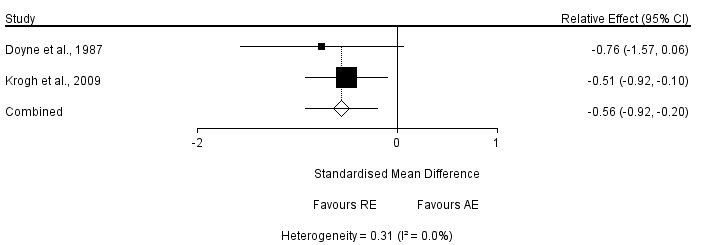 Study Relative Effect (95% CI)
Doyne et al., 1987 -0.76 (-1.57, 0.06)
Krogh et al., 2009 -0.51 (-0.92, -0.10)
Combined -0.56 (-0.92, -0.20)
-2 0 1
Standardised Mean Difference
Favours RE Favours AE
Heterogeneity = 0.31 (I² = 0.0%)